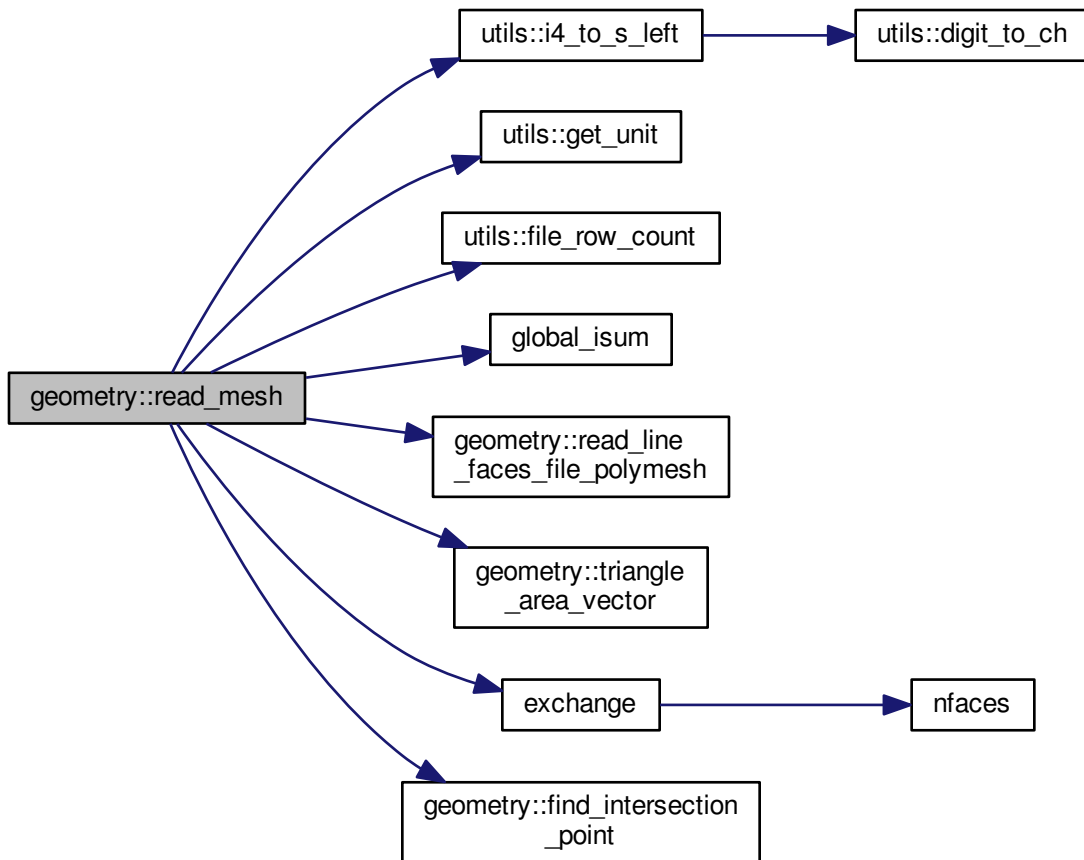 utils::i4_to_s_left
utils::digit_to_ch
utils::get_unit
utils::file_row_count
global_isum
geometry::read_mesh
geometry::read_line
_faces_file_polymesh
geometry::triangle
_area_vector
exchange
nfaces
geometry::find_intersection
_point